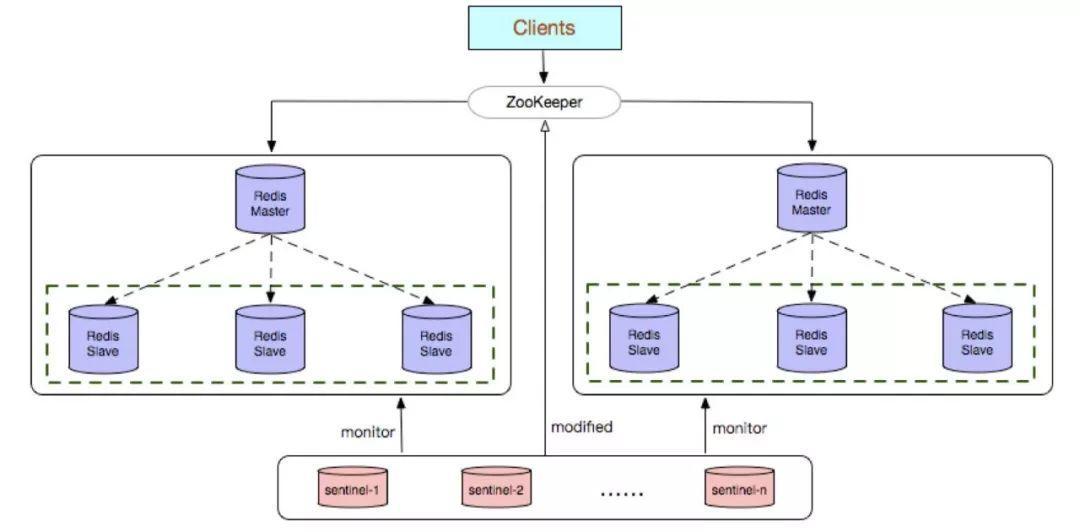 Clients
ZooKeeper
Redis
Master
Redis
Master
Redis
Slave
Redis
Slave
Redis
Slave
Redis
Slave
Redis
Slave
Redis
Slave
monitor
modified
monitor
sentinel-1
sentinel-2
......
sentinel-n